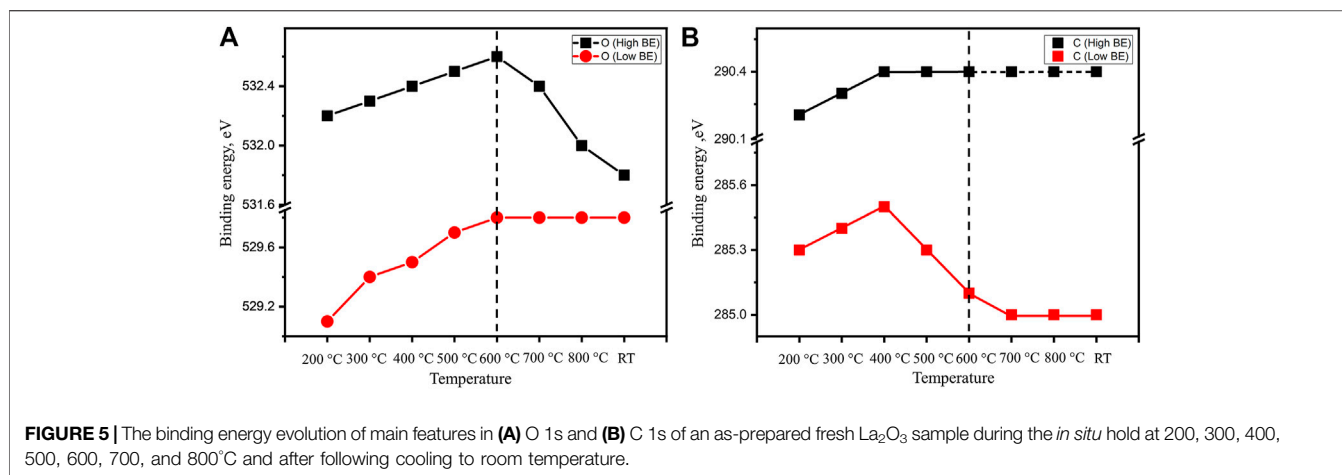 A
O (High BE)
O (Low BE)
532.4
532.0
531.6
529.6
529.2
Binding energy, eV
200 °C 300 °C 400 °C 500 °C 600 °C 700 °C 800 °C RT
Temperature
B
C (High BE)
C (Low BE)
290.4
290.1
285.6
285.3
285.0
Binding energy ,eV
200 °C 300 °C 400 °C 500 °C 600 °C 700 °C 800 °C RT
Temperature
FIGURE 5 | The binding energy evolution of main features in (A) O 1s and (B) C 1s of an as-prepared fresh La₂O₃ sample during the in situ hold at 200, 300, 400,
500, 600, 700, and 800°C and after following cooling to room temperature.